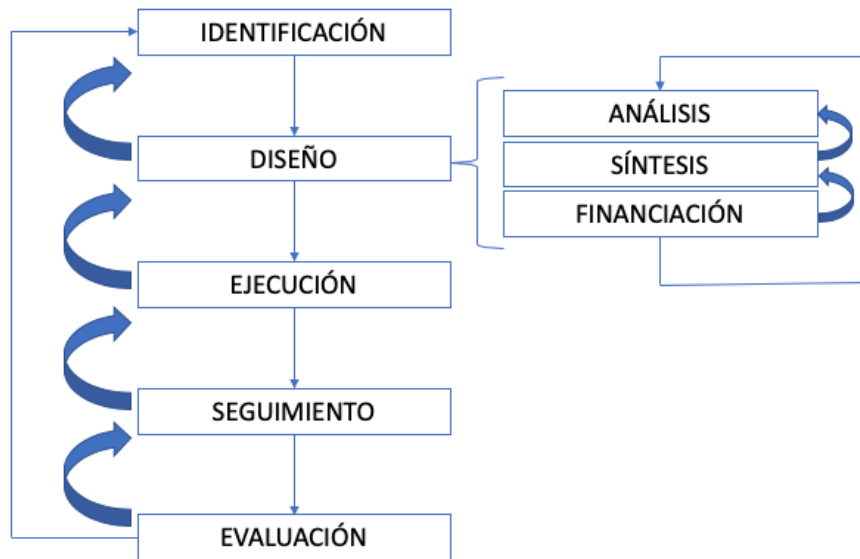 IDENTIFICACIÓN
DISEÑO
EJECUCIÓN
SEGUIMIENTO
EVALUACIÓN
ANÁLISIS
SÍNTESIS
FINANCIACIÓN